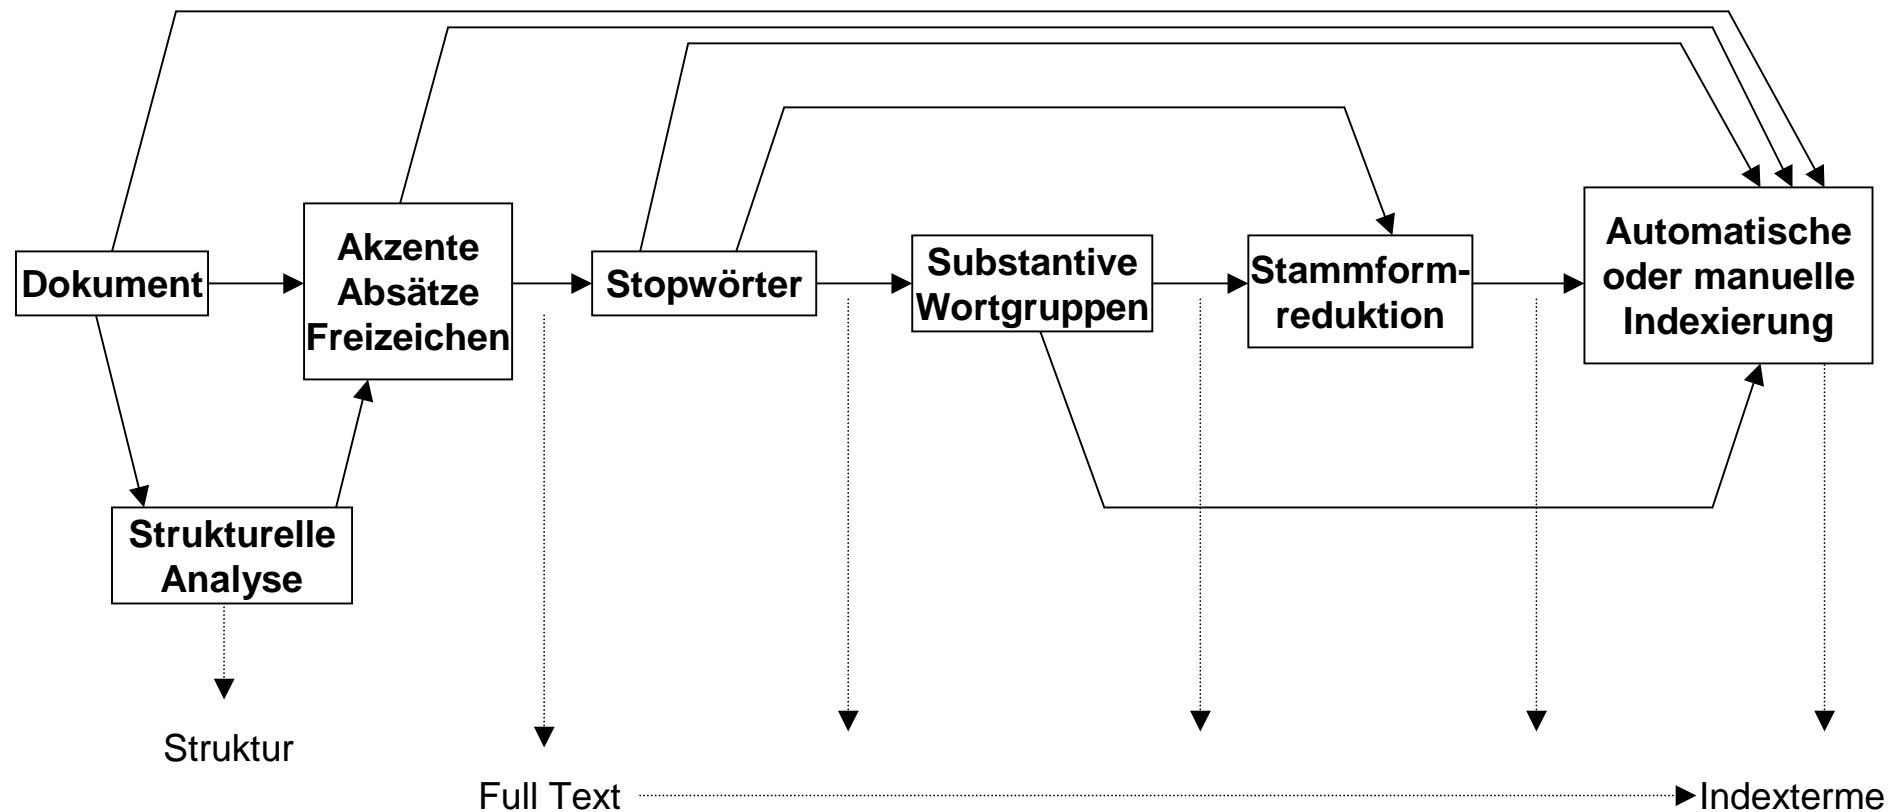 Dokument
Akzente
Absätze
Freizeichen
Stopwörter
Substantive
Wortgruppen
Stammform-
reduktion
Automatische
oder manuelle
Indexierung
Strukturelle
Analyse
Struktur
Full Text
Indexterme